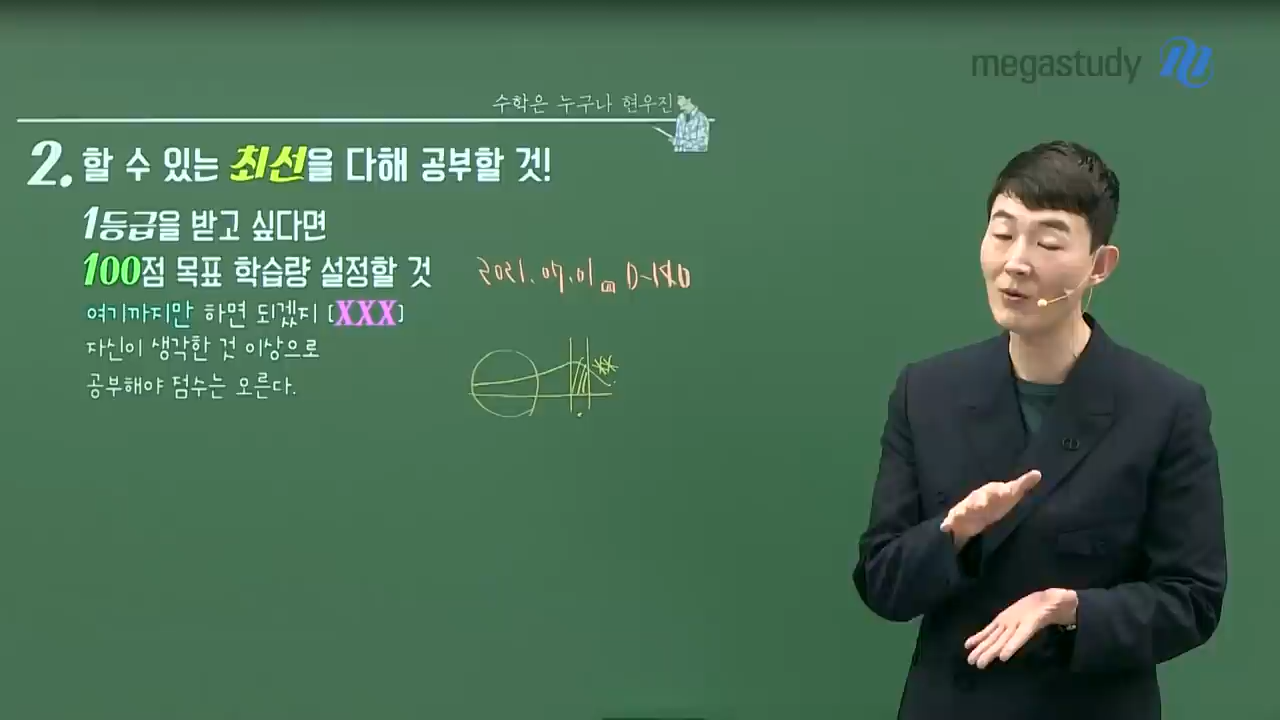 megastudy
수학은 누구나 현우진
2. 할 수 있는 최선을 다해 공부할 것!
1등급을 받고 싶다면
100점 목표 학습량 설정할 것
2021.07.01
여기까지만 하면 되겠지 [XXX]
자신이 생각한 것 이상으로
공부해야 점수는 오른다.